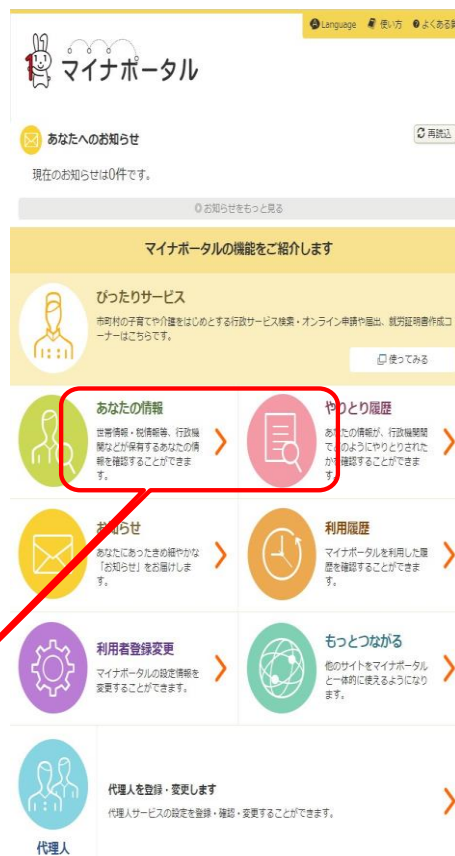 Language 使い方 よくある質
マイナポータル
あなたへのお知らせ
再読込
現在のお知らせは0件です。
お知らせをもっと見る
マイナポータルの機能をご紹介します
ぴったりサービス
市町村の子育てや介護をはじめとする行政サービス検索・オンライン申請や届出、就労証明書作成コ
ーナーはこちらです。
使ってみる
あなたの情報
世帯情報・税情報等、行政機
関などが保有するあなたの情
報を確認することができま
す。
やりとり履歴
あなたの情報が、行政機関間
でどのようにやりとりされた
かを確認することができま
す。
お知らせ
あなたにあったきめ細やかな
「お知らせ」をお届けしま
す。
利用履歴
マイナポータルを利用した履
歴を確認することができま
す。
利用者登録変更
マイナポータルの設定情報を
変更することができます。
もっとつながる
他のサイトをマイナポータル
と一体的に使えるようになり
ます。
代理人を登録・変更します
代理人サービスの設定を登録・確認・変更することができます。
代理人